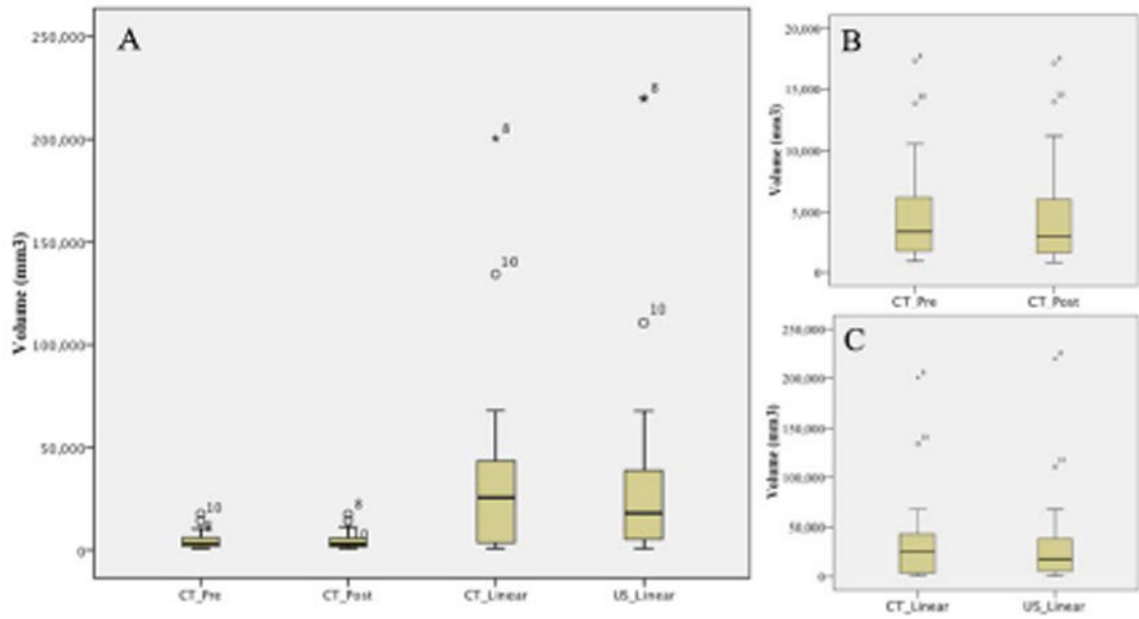 A
Volume (mm3)
250,000
200,000
150,000
100,000
50,000
0
8
10
8
10
10
8
CT_Pre
CT_Post
CT_Linear
US_Linear
B
Volume (mm3)
20,000
15,000
10,000
5,000
0
CT_Pre
CT_Post
C
Volume (mm3)
250,000
200,000
150,000
100,000
50,000
0
CT_Linear
US_Linear